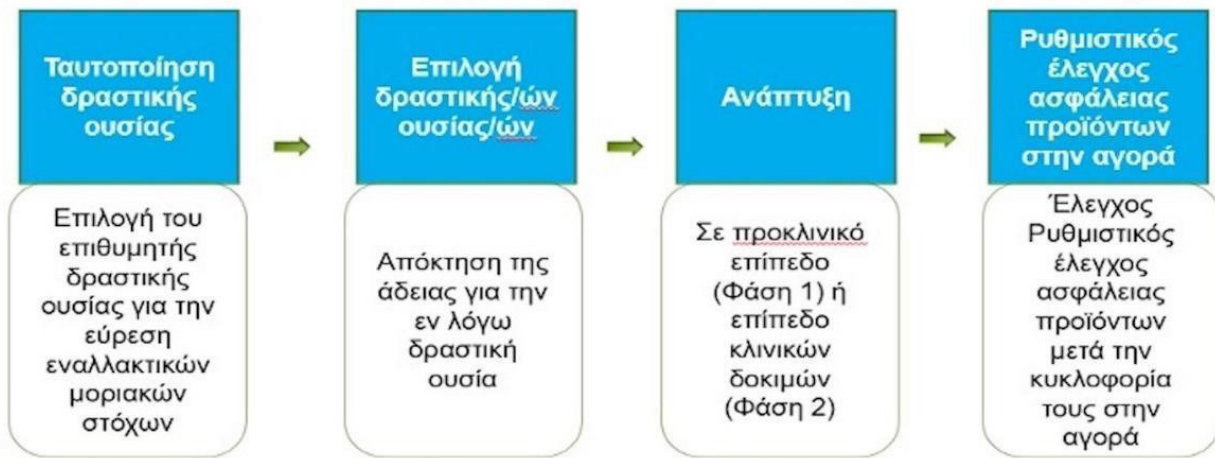 Ταυτοποίηση
δραστικής
ουσίας
Επιλογή του
επιθυμητής
δραστικής
ουσίας για την
εύρεση
εναλλακτικών
μοριακών
στόχων
Επιλογή
δραστικής/ών
ουσίας/ών
Απόκτηση της
άδειας για την
εν λόγω
δραστική
ουσία
Ανάπτυξη
Σε προκλινικό
επίπεδο
(Φάση 1) ή
επίπεδο
κλινικών
δοκιμών
(Φάση 2)
Ρυθμιστικός
έλεγχος
ασφάλειας
προϊόντων
στην αγορά
Έλεγχος
Ρυθμιστικός
έλεγχος
ασφάλειας
προϊόντων
μετά την
κυκλοφορία
τους στην
αγορά